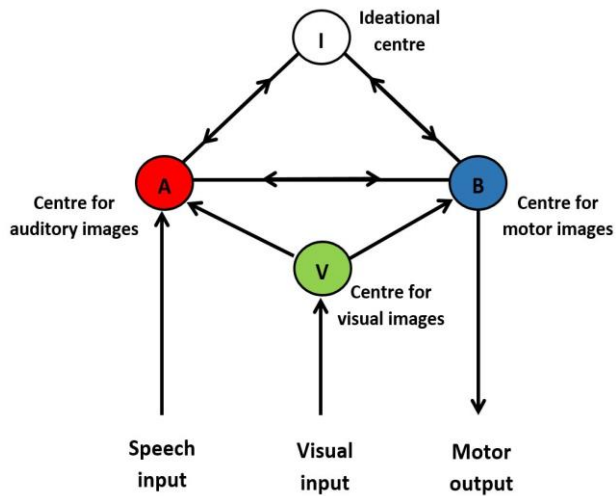 I
Ideational
centre
A
B
Centre for
auditory images
Centre for
motor images
V
Centre for
visual images
Speech
input
Visual
input
Motor
output